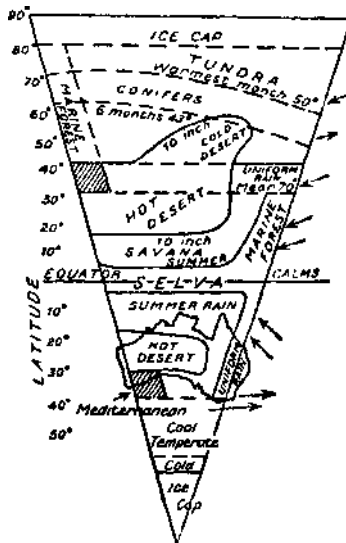 90°
80°
ICE CAP
TUNDRA
70°
Warmest month 50°
CONIFERS
60°
6 months 43°
MARINE
FOREST
50°
10 inch
COLD
DESERT
40°
UNIFORM
RAIN
Mean 70°
30°
HOT
DESERT
MARINE
FOREST
20°
10 inch
SAVANA
SUMMER
10°
EQUATOR
CALMS
S-E-L-V-A
LATITUDE
10°
SUMMER RAIN
20°
HOT
DESERT
30°
UNIFORM
RAIN
40°
Mediterranean
50°
Cool
Temperate
Cold
Ice
Cap